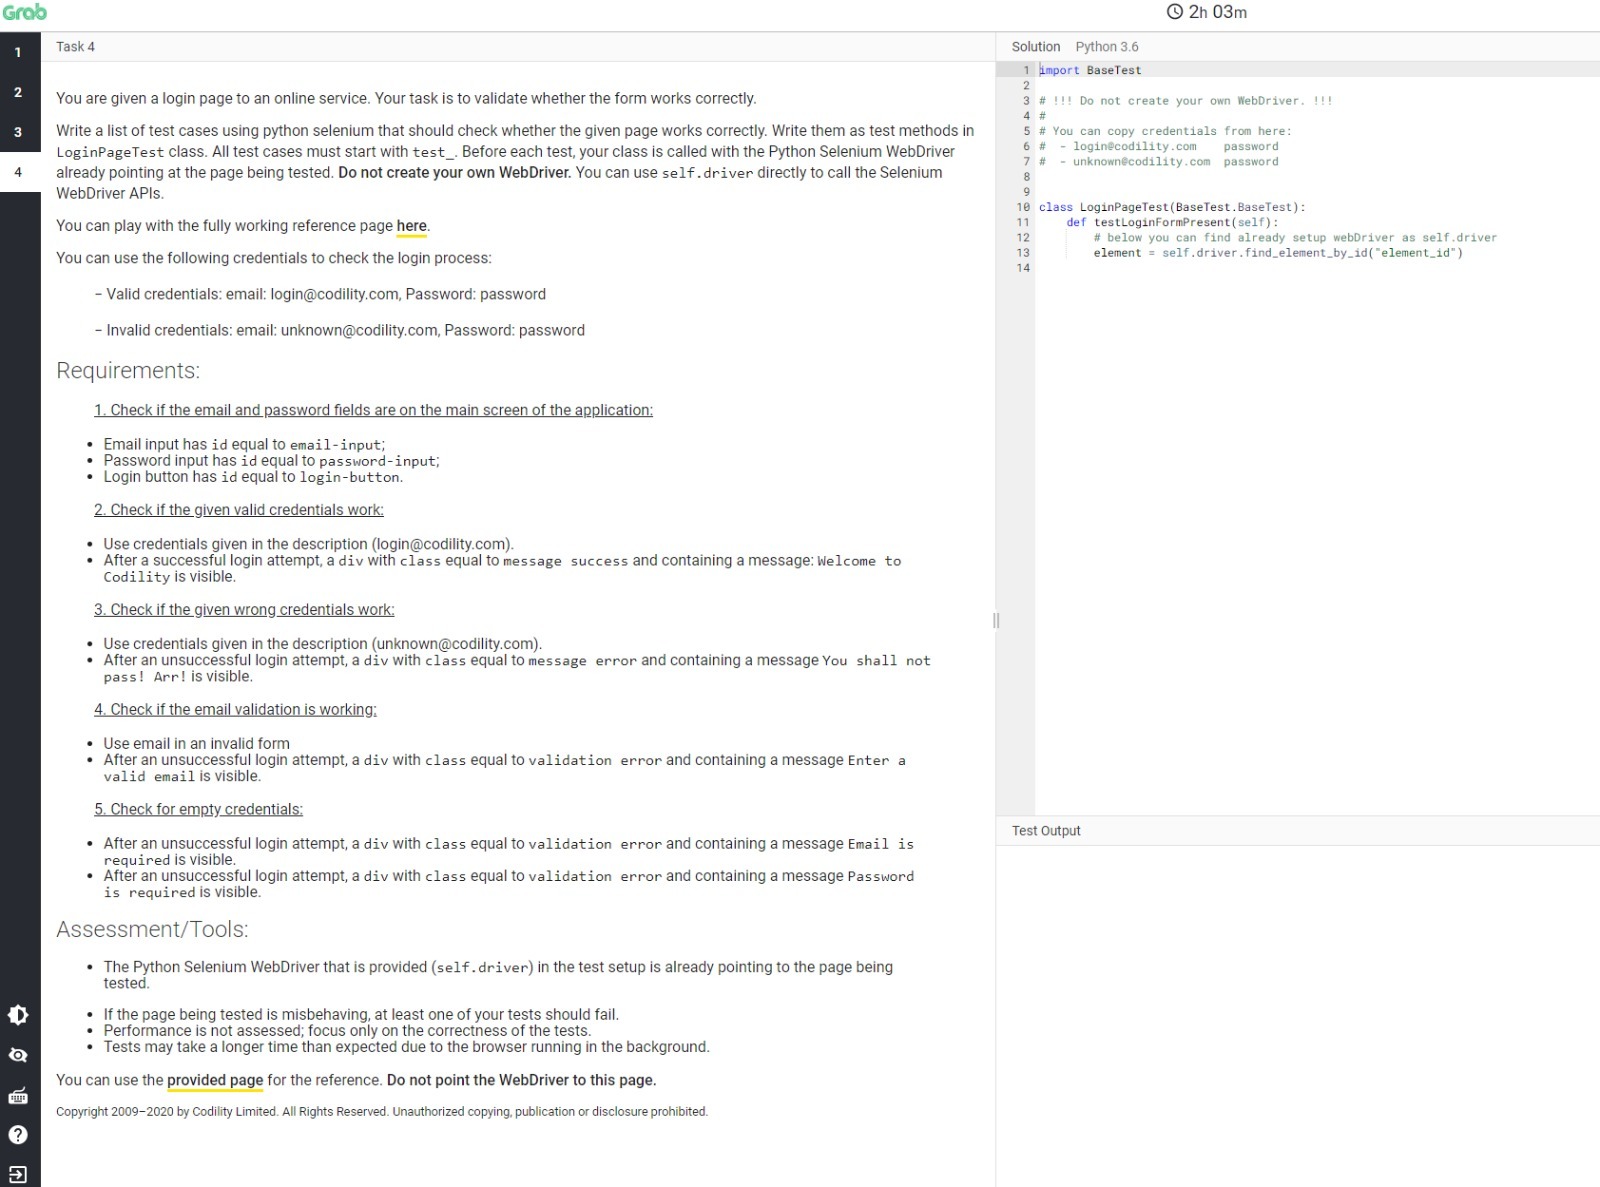 Grab
2h 03m
1
2
3
4
Task 4
You are given a login page to an online service. Your task is to validate whether the form works correctly.
Write a list of test cases using python selenium that should check whether the given page works correctly. Write them as test methods in
LoginPageTest class. All test cases must start with test_. Before each test, your class is called with the Python Selenium WebDriver
already pointing at the page being tested. Do not create your own WebDriver. You can use self.driver directly to call the Selenium
WebDriver APIs.
You can play with the fully working reference page here.
You can use the following credentials to check the login process:
– Valid credentials: email: login@codility.com, Password: password
– Invalid credentials: email: unknown@codility.com, Password: password
Requirements:
1. Check if the email and password fields are on the main screen of the application:
• Email input has id equal to email-input;
• Password input has id equal to password-input;
• Login button has id equal to login-button.
2. Check if the given valid credentials work:
• Use credentials given in the description (login@codility.com).
• After a successful login attempt, a div with class equal to message success and containing a message: Welcome to
Codility is visible.
3. Check if the given wrong credentials work:
• Use credentials given in the description (unknown@codility.com).
• After an unsuccessful login attempt, a div with class equal to message error and containing a message You shall not
pass! Arr! is visible.
4. Check if the email validation is working:
• Use email in an invalid form
• After an unsuccessful login attempt, a div with class equal to validation error and containing a message Enter a
valid email is visible.
5. Check for empty credentials:
• After an unsuccessful login attempt, a div with class equal to validation error and containing a message Email is
required is visible.
• After an unsuccessful login attempt, a div with class equal to validation error and containing a message Password
is required is visible.
Assessment/Tools:
• The Python Selenium WebDriver that is provided (self.driver) in the test setup is already pointing to the page being
tested.
• If the page being tested is misbehaving, at least one of your tests should fail.
• Performance is not assessed; focus only on the correctness of the tests.
• Tests may take a longer time than expected due to the browser running in the background.
You can use the provided page for the reference. Do not point the WebDriver to this page.
Copyright 2009–2020 by Codility Limited. All Rights Reserved. Unauthorized copying, publication or disclosure prohibited.
Solution Python 3.6
1 import BaseTest
2
3 # !!! Do not create your own WebDriver. !!!
4 #
5 # You can copy credentials from here:
6 #  - login@codility.com    password
7 #  - unknown@codility.com  password
8
9
10 class LoginPageTest(BaseTest.BaseTest):
11     def testLoginFormPresent(self):
12         # below you can find already setup webDriver as self.driver
13         element = self.driver.find_element_by_id("element_id")
14
Test Output